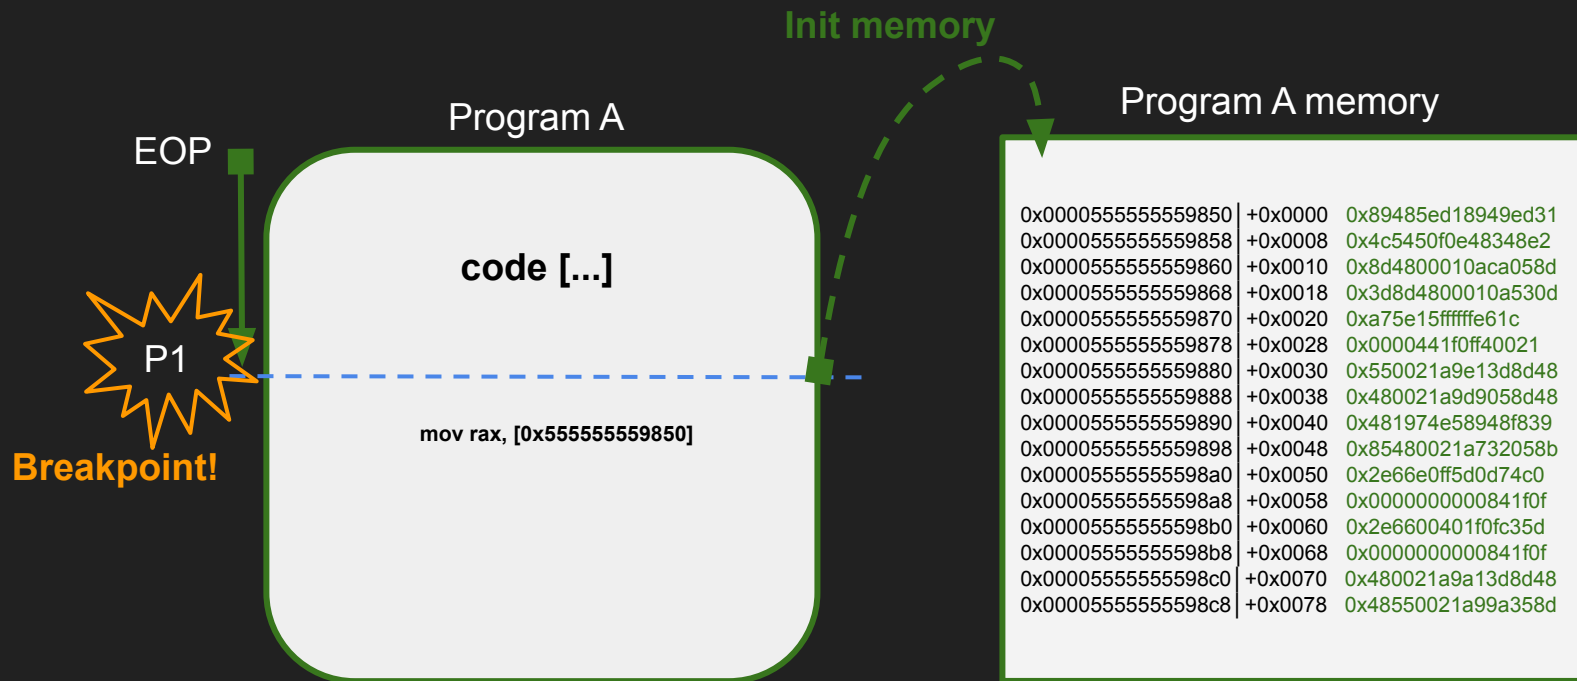 Init memory
Program A
Program A memory
EOP
code [...]
P1
mov rax, [0x555555559850]
Breakpoint!
0x0000555555559850 +0x0000 0x89485ed18949ed31
0x0000555555559858 +0x0008 0x4c5450f0e48348e2
0x0000555555559860 +0x0010 0x8d4800010aca058d
0x0000555555559868 +0x0018 0x3d8d4800010a530d
0x0000555555559870 +0x0020 0xa75e15ffffffe61c
0x0000555555559878 +0x0028 0x0000441f0ff40021
0x0000555555559880 +0x0030 0x550021a9e13d8d48
0x0000555555559888 +0x0038 0x480021a9d9058d48
0x0000555555559890 +0x0040 0x481974e58948f839
0x0000555555559898 +0x0048 0x85480021a732058b
0x00005555555598a0 +0x0050 0x2e66e0ff5d0d74c0
0x00005555555598a8 +0x0058 0x0000000000841f0f
0x00005555555598b0 +0x0060 0x2e6600401f0fc35d
0x00005555555598b8 +0x0068 0x0000000000841f0f
0x00005555555598c0 +0x0070 0x480021a9a13d8d48
0x00005555555598c8 +0x0078 0x48550021a99a358d